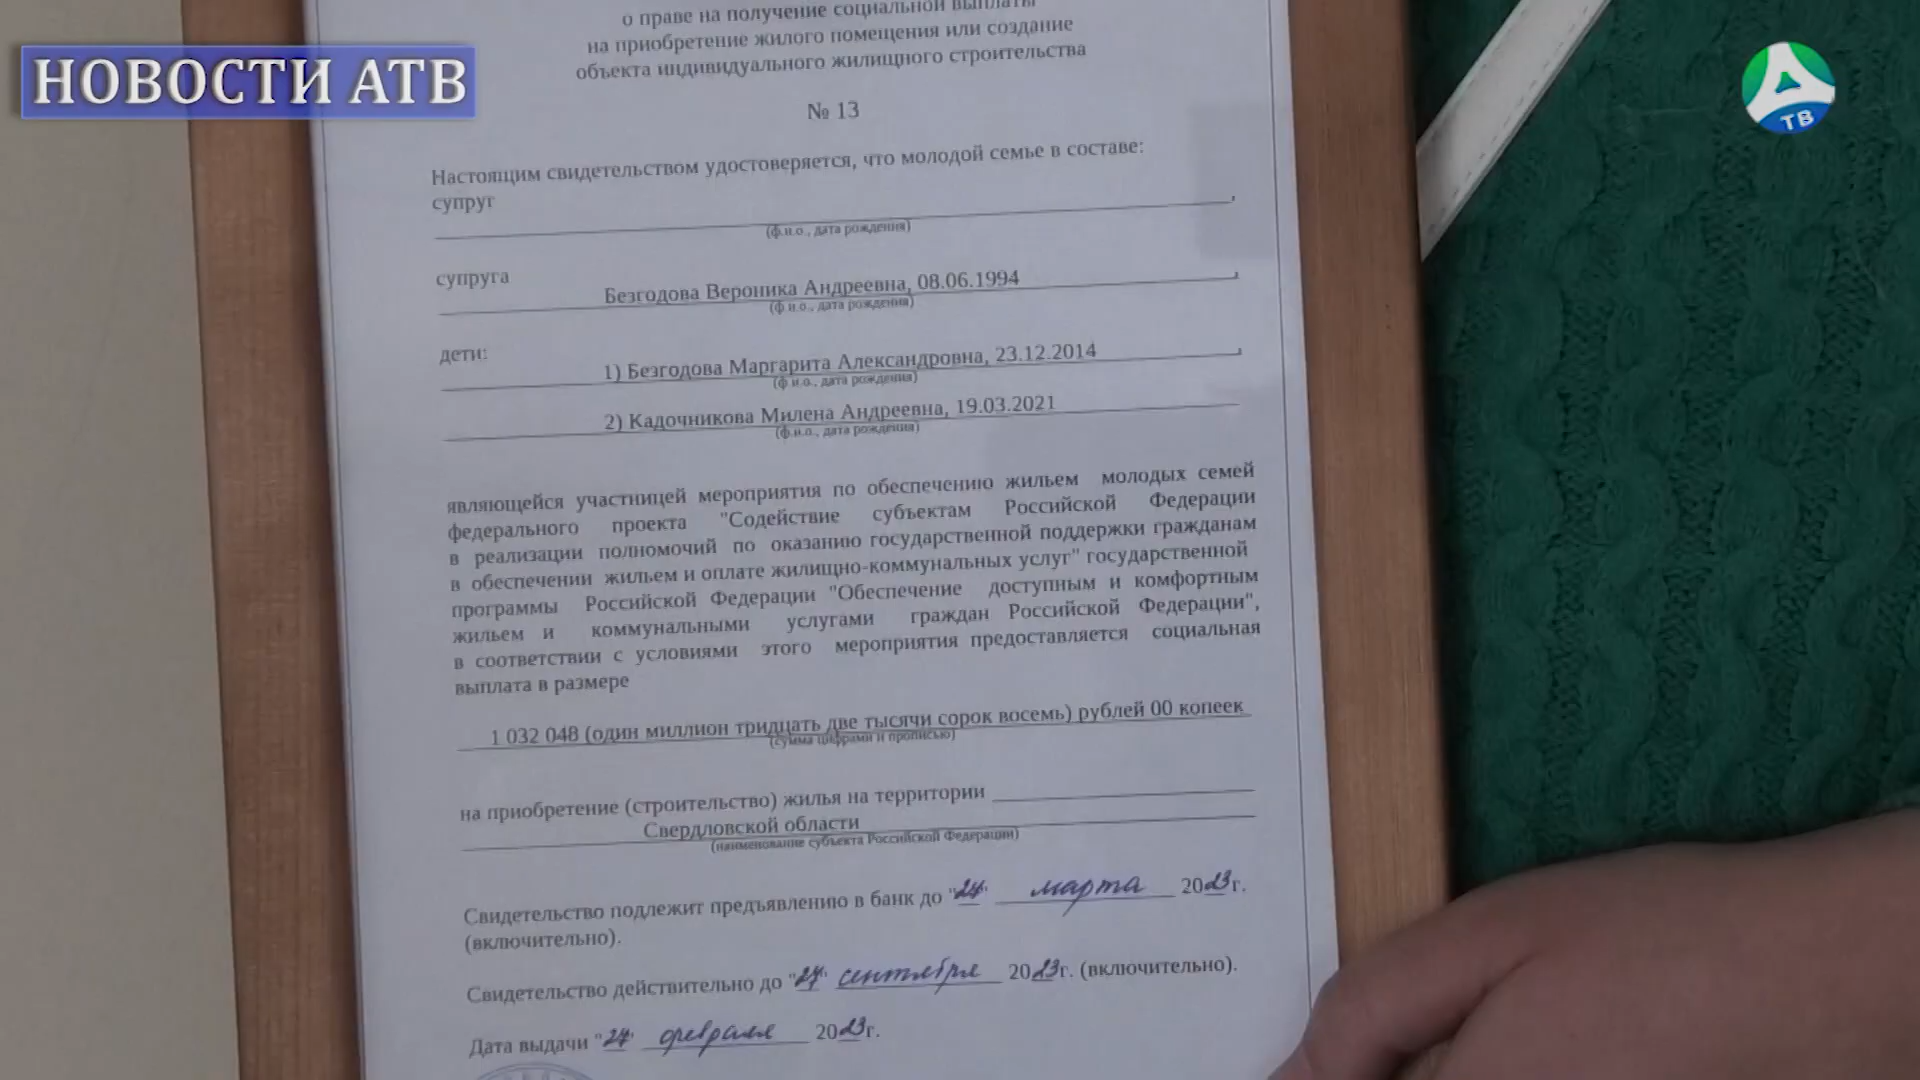 НОВОСТИ АТВ
ТВ
о праве на получение социальной выплаты
на приобретение жилого помещения или создание
объекта индивидуального жилищного строительства
№ 13
Настоящим свидетельством удостоверяется, что молодой семье в составе:
супруг
(ф.и.о., дата рождения)
супруга
Безгодова Вероника Андреевна, 08.06.1994
(ф.и.о., дата рождения)
дети:
1) Безгодова Маргарита Александровна, 23.12.2014
(ф.и.о., дата рождения)
2) Кадочникова Милена Андреевна, 19.03.2021
(ф.и.о., дата рождения)
являющейся участницей мероприятия по обеспечению жильем молодых семей
федерального проекта "Содействие субъектам Российской Федерации
в реализации полномочий по оказанию государственной поддержки гражданам
в обеспечении жильем и оплате жилищно-коммунальных услуг" государственной
программы Российской Федерации "Обеспечение доступным и комфортным
жильем и коммунальными услугами граждан Российской Федерации",
в соответствии с условиями этого мероприятия предоставляется социальная
выплата в размере
1 032 048 (один миллион тридцать две тысячи сорок восемь) рублей 00 копеек
(сумма цифрами и прописью)
на приобретение (строительство) жилья на территории
Свердловской области
(наименование субъекта Российской Федерации)
Свидетельство подлежит предъявлению в банк до "24" марта 2023г.
(включительно).
Свидетельство действительно до "27" сентября 2023г. (включительно).
Дата выдачи "27" февраля 2023г.